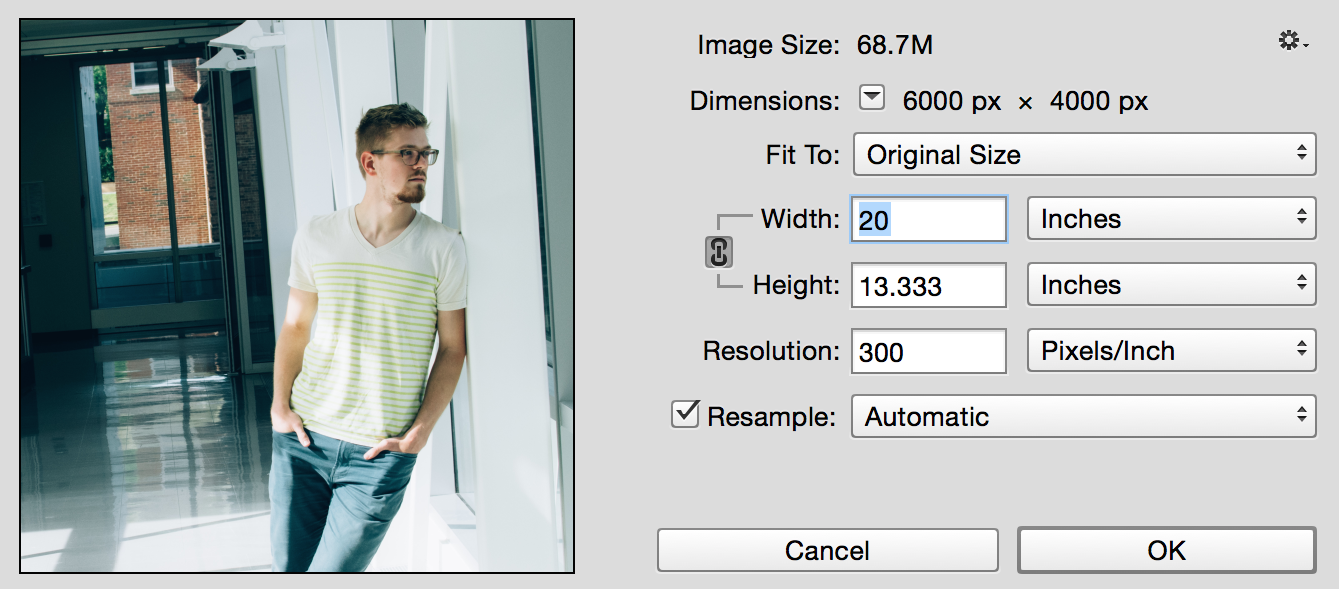 Image Size: 68.7M
Dimensions: 6000 px × 4000 px
Fit To: Original Size
Width: 20 Inches
Height: 13.333 Inches
Resolution: 300 Pixels/Inch
Resample: Automatic
Cancel OK